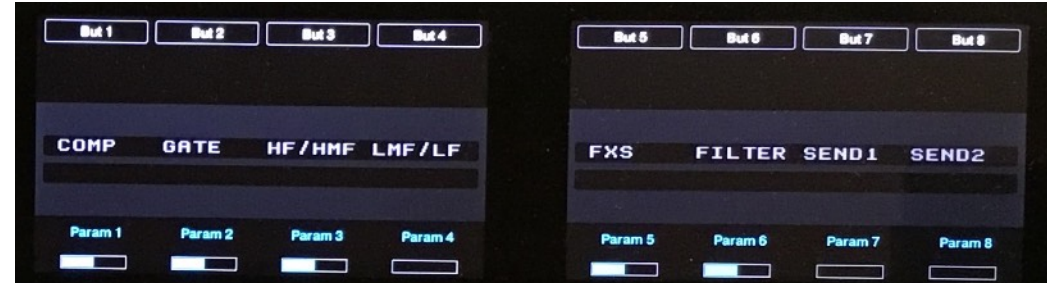 But 1 But 2 But 3 But 4 But 5 But 6 But 7 But 8
COMP GATE HF/HMF LMF/LF FXS FILTER SEND1 SEND2
Param 1 Param 2 Param 3 Param 4 Param 5 Param 6 Param 7 Param 8